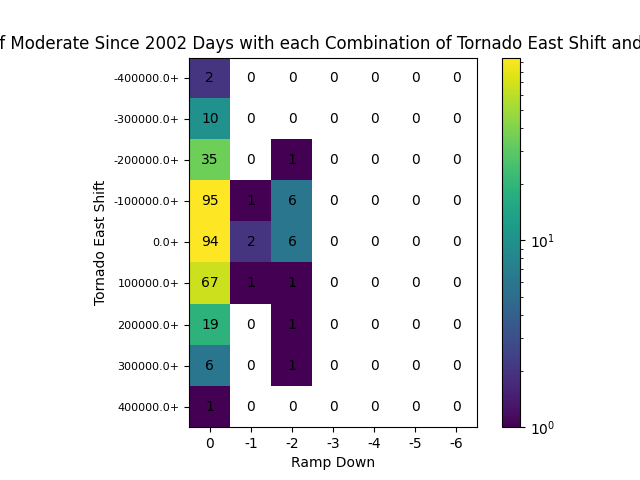 f Moderate Since 2002 Days with each Combination of Tornado East Shift and
-400000.0+ 2 0 0 0 0 0 0
-300000.0+ 10 0 0 0 0 0 0
-200000.0+ 35 0 1 0 0 0 0
-100000.0+ 95 1 6 0 0 0 0
0.0+ 94 2 6 0 0 0 0
100000.0+ 67 1 1 0 0 0 0
200000.0+ 19 0 1 0 0 0 0
300000.0+ 6 0 1 0 0 0 0
400000.0+ 1 0 0 0 0 0 0
0 -1 -2 -3 -4 -5 -6
Ramp Down
Tornado East Shift
10¹
10⁰